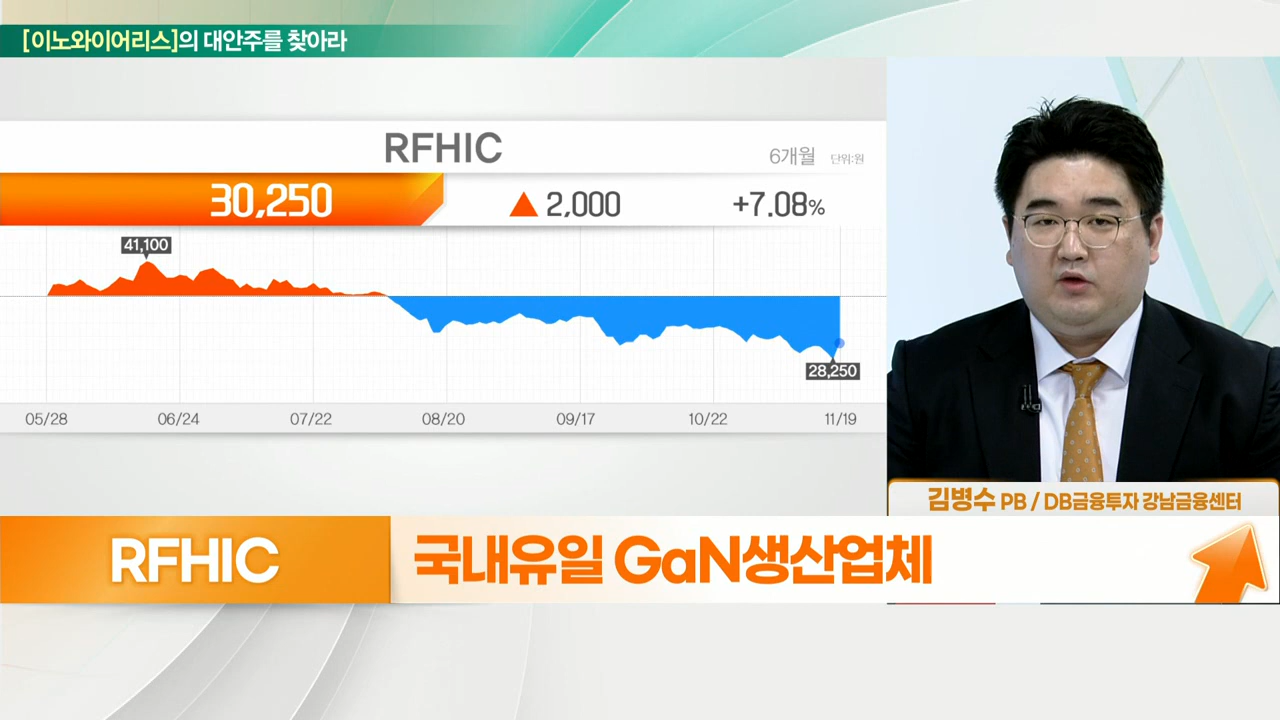 [이노와이어리스]의 대안주를 찾아라
RFHIC
6개월 단위:원
30,250 ▲ 2,000 +7.08%
41,100
28,250
05/28 06/24 07/22 08/20 09/17 10/22 11/19
김병수 PB / DB금융투자 강남금융센터
RFHIC 국내유일 GaN생산업체